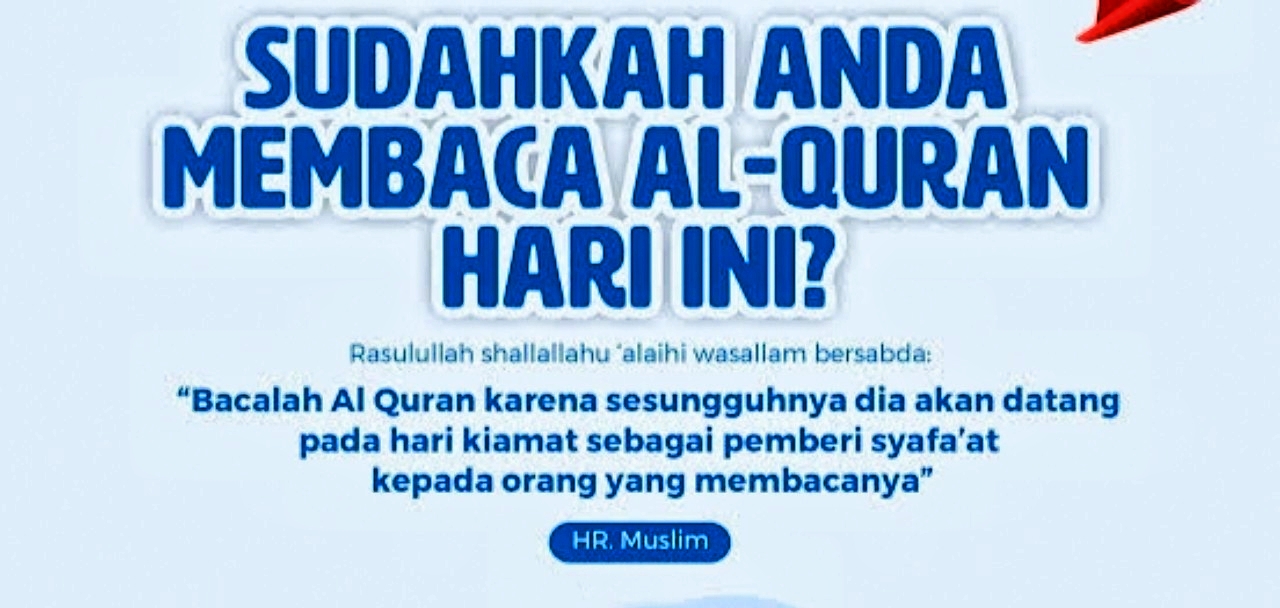 SUDAHKAH ANDA
MEMBACA AL-QURAN
HARI INI?
Rasulullah shallallahu 'alaihi wasallam bersabda:
“Bacalah Al Quran karena sesungguhnya dia akan datang
pada hari kiamat sebagai pemberi syafa’at
kepada orang yang membacanya”
HR. Muslim